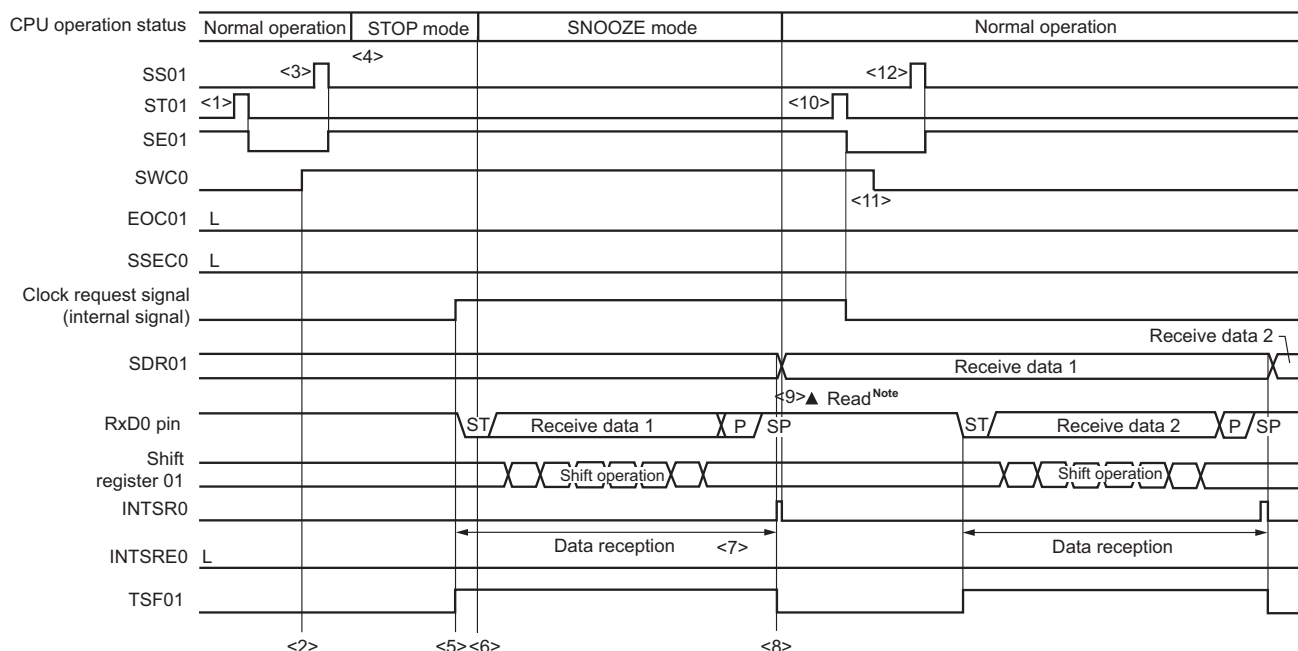 CPU operation status Normal operation STOP mode SNOOZE mode Normal operation
<4>
SS01 <3> <12>
ST01 <1> <10>
SE01
SWC0
<11>
EOC01 L
SSEC0 L
Clock request signal
(internal signal)
Receive data 2
SDR01 Receive data 1
<9>▲ Read Note
RxD0 pin ST Receive data 1 P SP ST Receive data 2 P SP
Shift
register 01 Shift operation Shift operation
INTSR0
Data reception <7> Data reception
INTSRE0 L
TSF01
<2> <5> <6> <8>